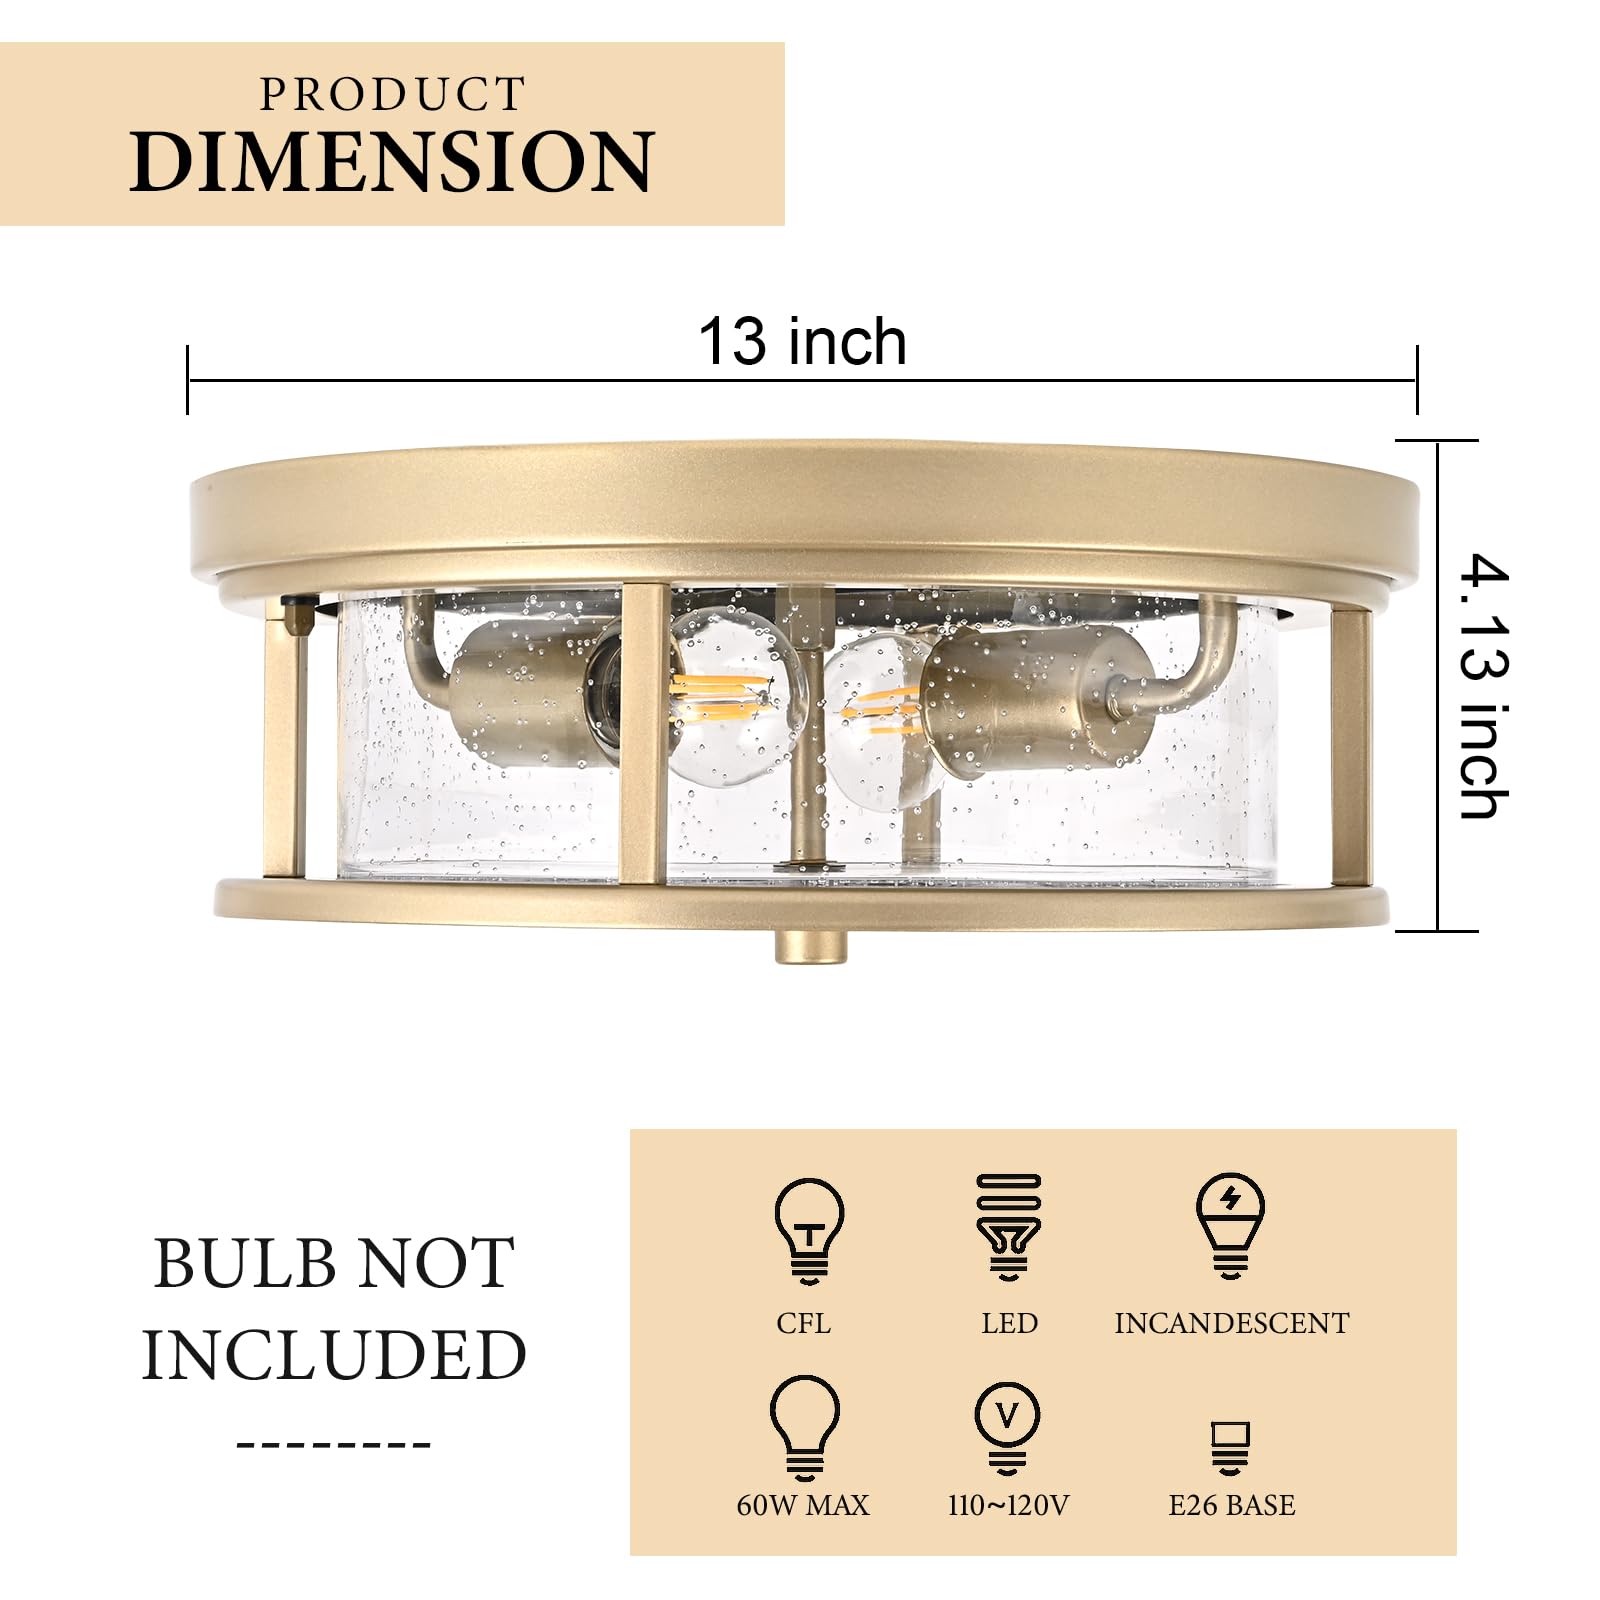 PRODUCT
DIMENSION
13 inch
4.13 inch
BULB NOT
INCLUDED
--------
CFL
LED
INCANDESCENT
V
60W MAX
110~120V
E26 BASE